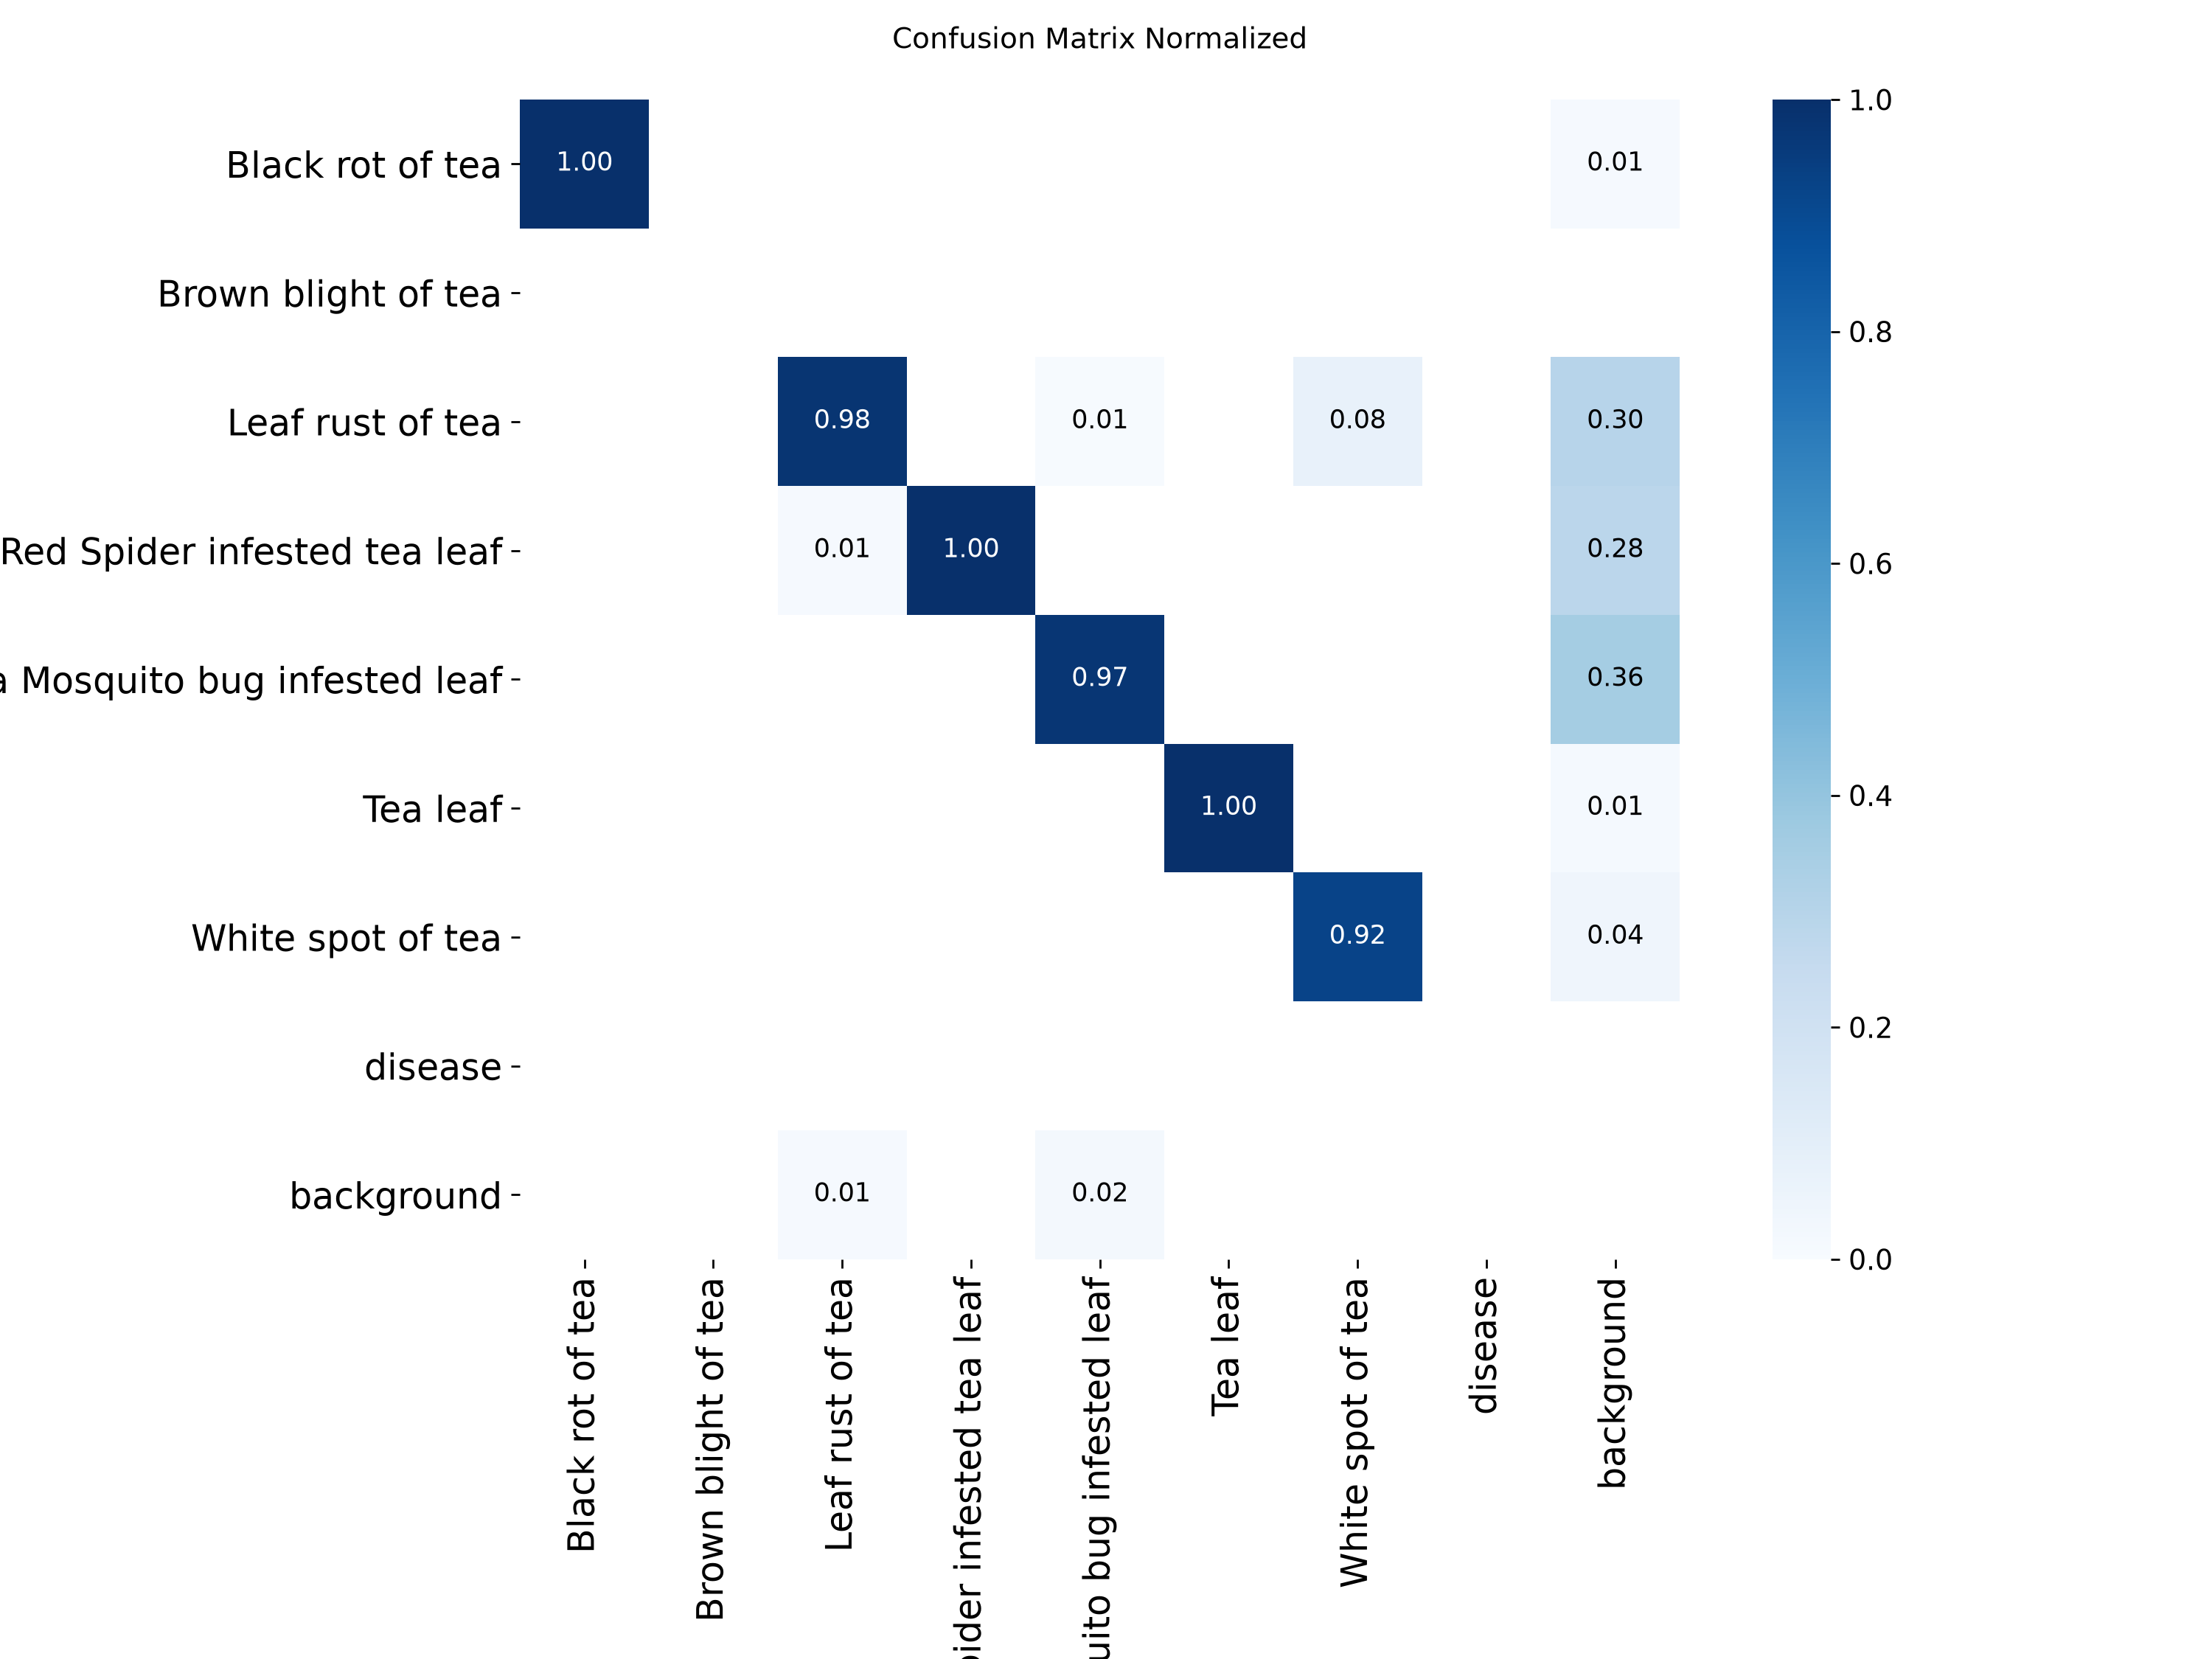 Confusion Matrix Normalized
Black rot of tea
1.00
0.01
1.0
Brown blight of tea
0.8
Leaf rust of tea
0.98
0.01
0.08
0.30
Red Spider infested tea leaf
0.01
1.00
0.28
0.6
Mosquito bug infested leaf
0.97
0.36
Tea leaf
1.00
0.01
0.4
White spot of tea
0.92
0.04
disease
0.2
background
0.01
0.02
0.0
Black rot of tea
Brown blight of tea
Leaf rust of tea
infested tea leaf
bug infested leaf
Tea leaf
White spot of tea
disease
background